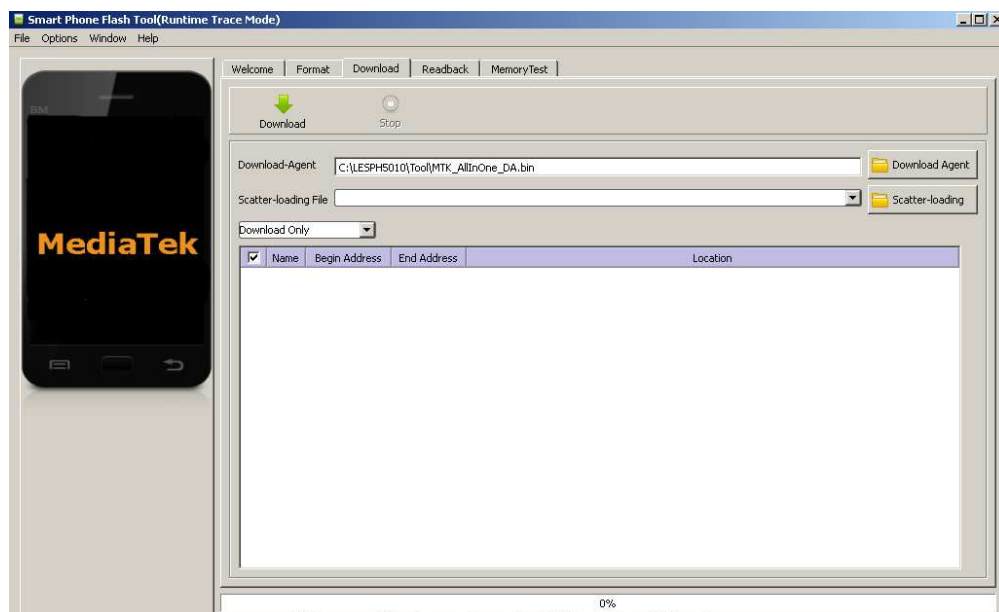 Smart Phone Flash Tool(Runtime Trace Mode)
File Options Window Help
BM
MediaTek
Welcome Format Download Readback MemoryTest
Download Stop
Download-Agent C:\LESPH5010\Tool\MTK_AllInOne_DA.bin Download Agent
Scatter-loading File Scatter-loading
Download Only
Name Begin Address End Address Location
0%